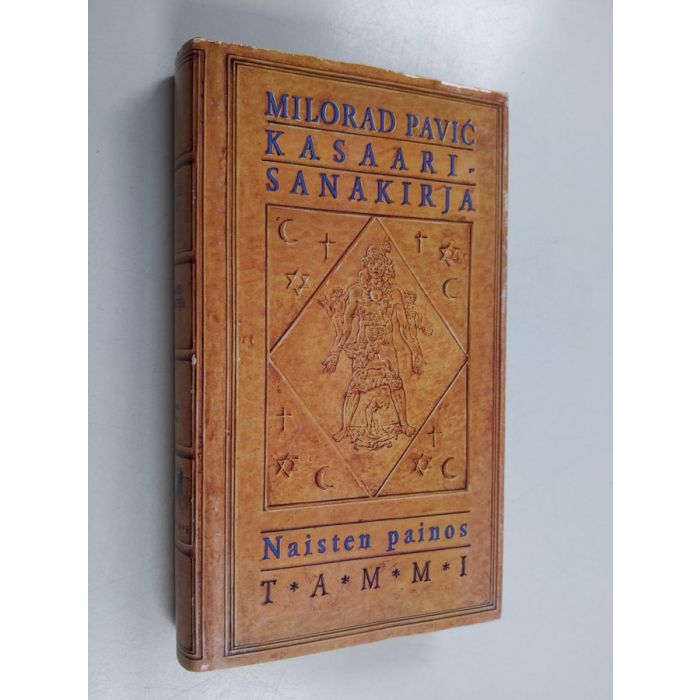 MILORAD PAVIĆ
KASAARI-
SANAKIRJA
Naisten painos
T*A*M*M*I